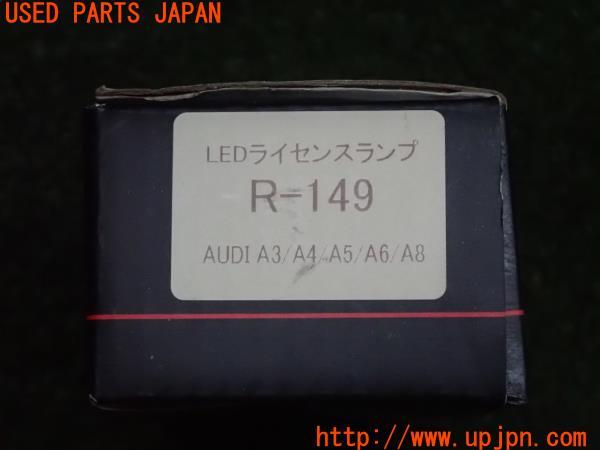 USED PARTS JAPAN
LEDライセンスランプ
R-149
AUDI A3/A4/A5/A6/A8
http://www.upjpn.com